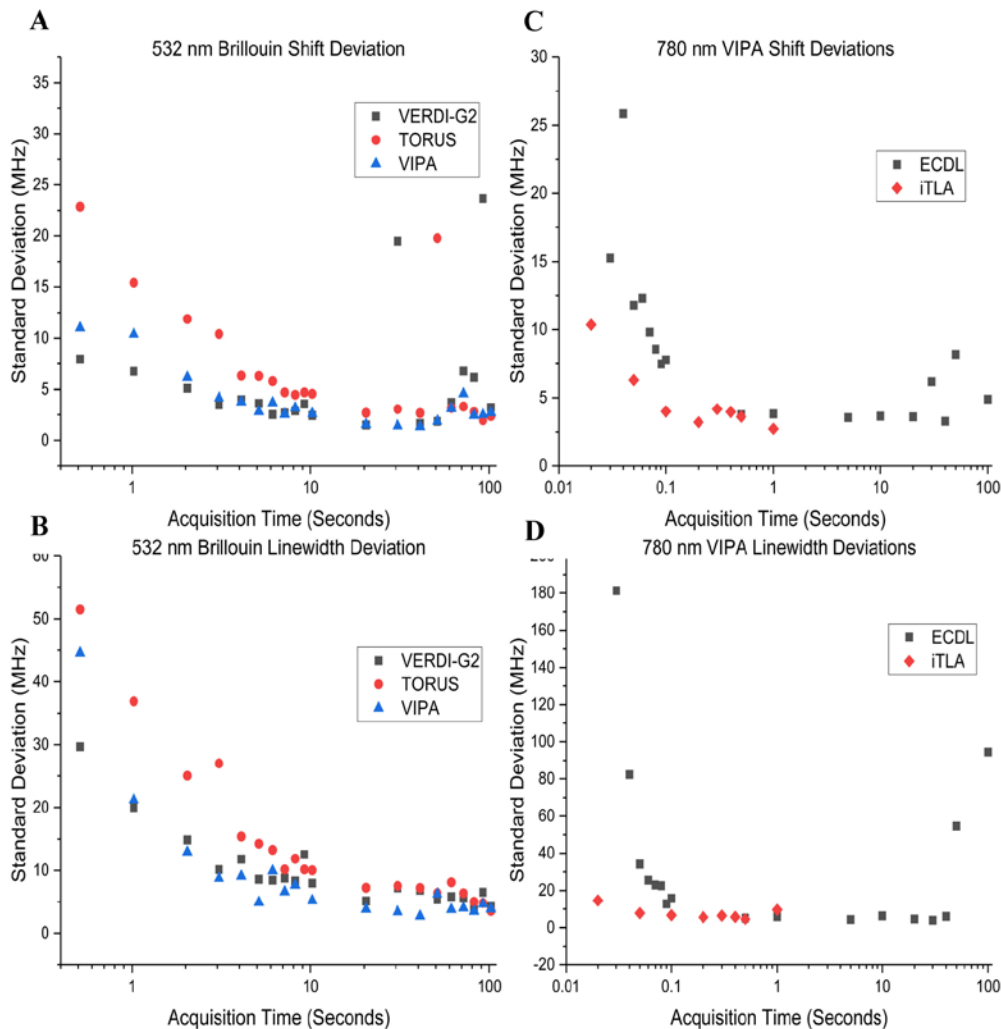 A
532 nm Brillouin Shift Deviation
35
30
25
20
15
10
5
0
Standard Deviation (MHz)
VERDI-G2
TORUS
VIPA
1
10
100
Acquisition Time (Seconds)
C
780 nm VIPA Shift Deviations
30
25
20
15
10
5
0
Standard Deviation (MHz)
ECDL
iTLA
0.01
0.1
1
10
100
Acquisition Time (Seconds)
B
532 nm Brillouin Linewidth Deviation
60
50
40
30
20
10
0
Standard Deviation (MHz)
VERDI-G2
TORUS
VIPA
1
10
100
Acquisition Time (Seconds)
D
780 nm VIPA Linewidth Deviations
200
180
160
140
120
100
80
60
40
20
0
-20
Standard Deviation (MHz)
ECDL
iTLA
0.01
0.1
1
10
100
Acquisition Time (Seconds)